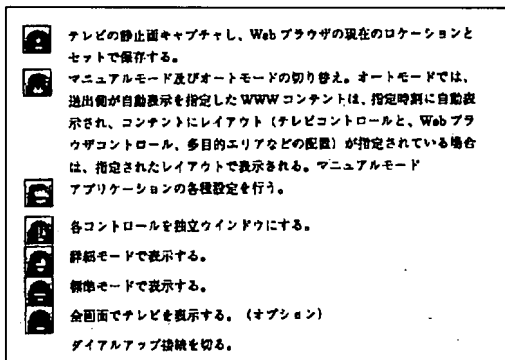 テレビの静止画キャプチャし、Web ブラウザの現在のロケーションと
セットで保存する。
マニュアルモード及びオートモードの切り替え。オートモードでは、
送出側が自動表示を指定した WWW コンテントは、指定時刻に自動表
示され、コンテントにレイアウト（テレビコントロールと、Web ブラ
ウザコントロール、多目的エリアなどの配置）が指定されている場合
は、指定されたレイアウトで表示される。マニュアルモード
アプリケーションの各種設定を行う。
各コントロールを独立ウインドウにする。
詳細モードで表示する。
標準モードで表示する。
全画面でテレビを表示する。（オプション）
ダイアルアップ接続を切る。